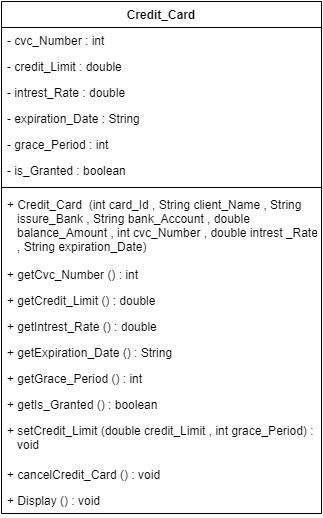 Credit_Card
- cvc_Number : int
- credit_Limit : double
- intrest_Rate : double
- expiration_Date : String
- grace_Period : int
- is_Granted : boolean
+ Credit_Card (int card_Id , String client_Name , String
issure_Bank , String bank_Account , double
balance_Amount , int cvc_Number , double intrest _Rate
, String expiration_Date)
+ getCvc_Number () : int
+ getCredit_Limit () : double
+ getIntrest_Rate () : double
+ getExpiration_Date () : String
+ getGrace_Period () : int
+ getIs_Granted () : boolean
+ setCredit_Limit (double credit_Limit , int grace_Period) :
void
+ cancelCredit_Card () : void
+ Display () : void